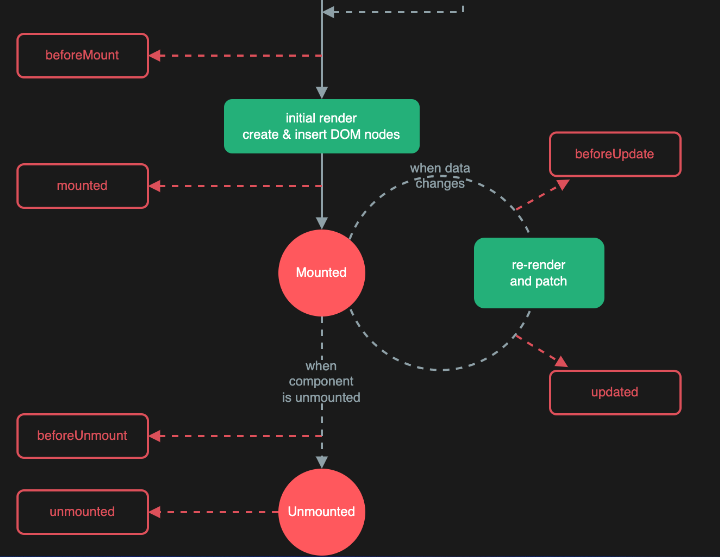 beforeMount
initial render
create & insert DOM nodes
beforeUpdate
when data
changes
mounted
re-render
and patch
Mounted
when
component
is unmounted
updated
beforeUnmount
unmounted
Unmounted